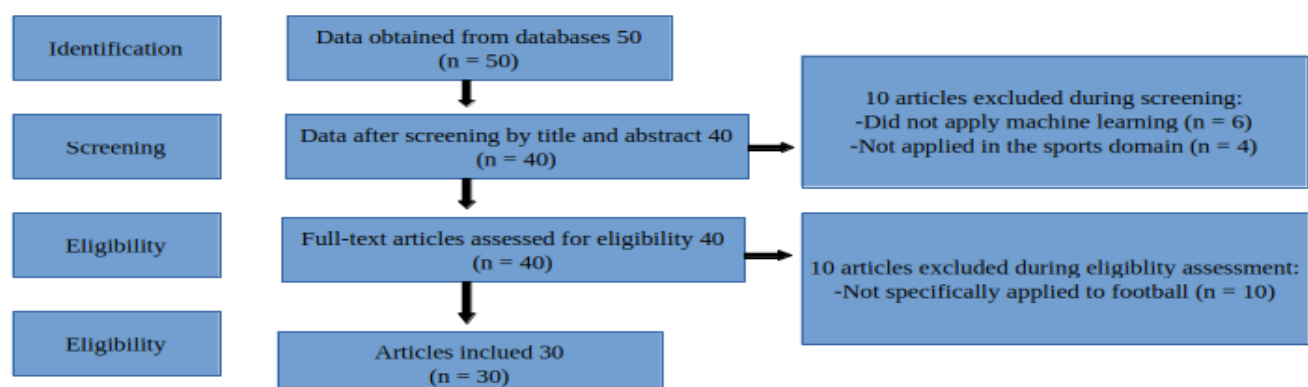 Identification
Data obtained from databases 50
(n = 50)
Screening
Data after screening by title and abstract 40
(n = 40)
10 articles excluded during screening:
-Did not apply machine learning (n = 6)
-Not applied in the sports domain (n = 4)
Eligibility
Full-text articles assessed for eligibility 40
(n = 40)
10 articles excluded during eligiblity assessment:
-Not specifically applied to football (n = 10)
Eligibility
Articles inclued 30
(n = 30)